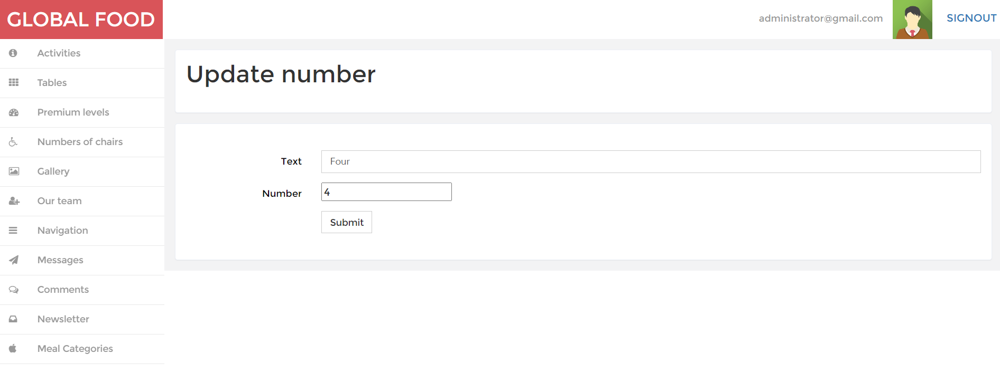 GLOBAL FOOD
administrator@gmail.com
SIGNOUT
Activities
Tables
Premium levels
Numbers of chairs
Gallery
Our team
Navigation
Messages
Comments
Newsletter
Meal Categories
Update number
Text
Four
Number
4
Submit